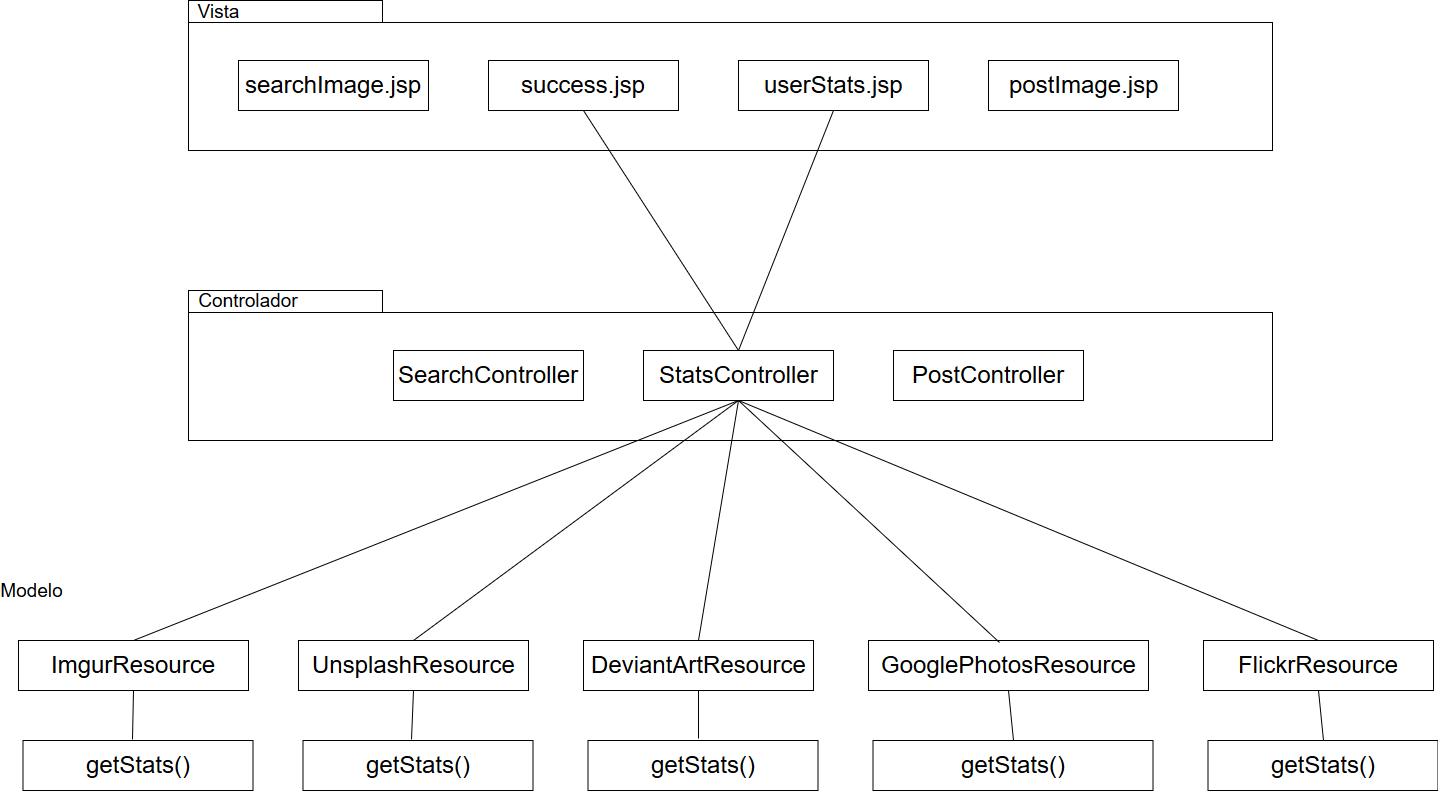 Vista
searchImage.jsp
success.jsp
userStats.jsp
postImage.jsp
Controlador
SearchController
StatsController
PostController
Modelo
ImgurResource
UnsplashResource
DeviantArtResource
GooglePhotosResource
FlickrResource
getStats()
getStats()
getStats()
getStats()
getStats()